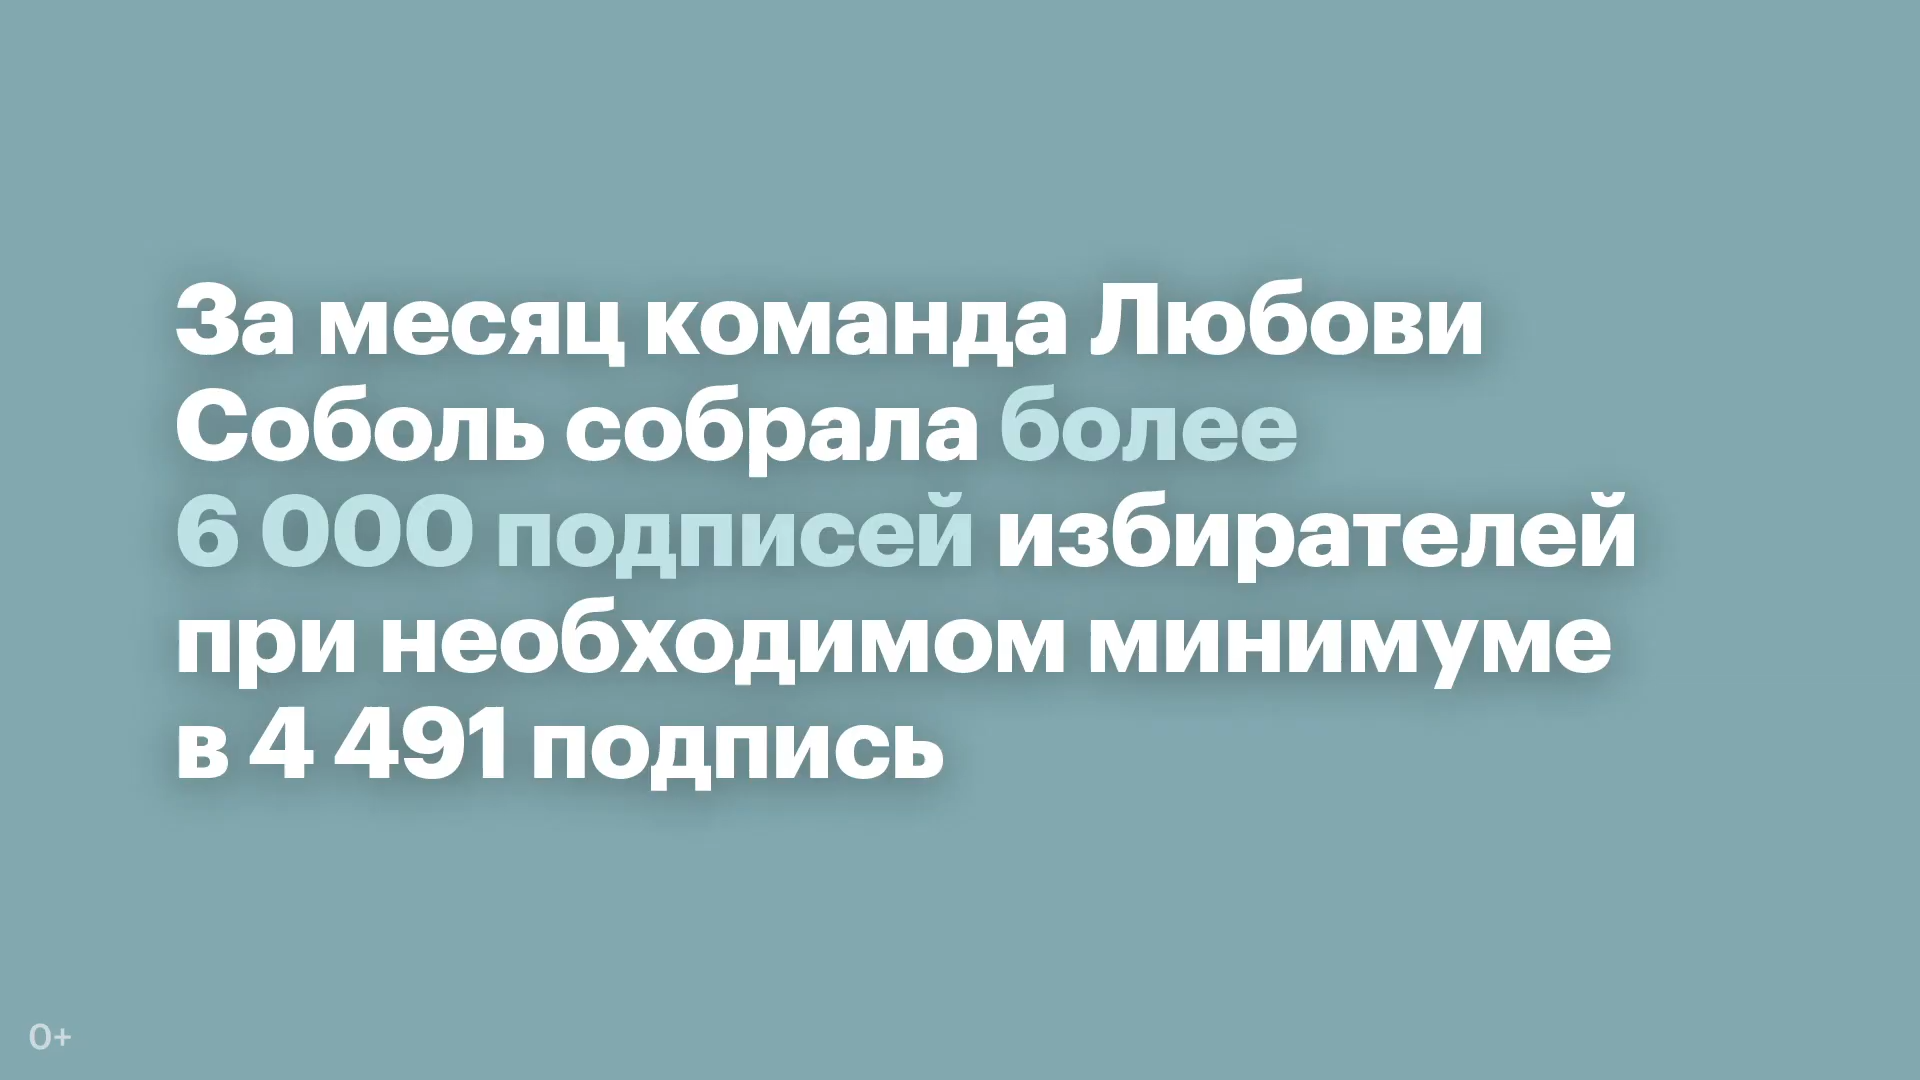 За месяц команда Любови
Соболь собрала более
6 000 подписей избирателей
при необходимом минимуме
в 4 491 подпись
0+